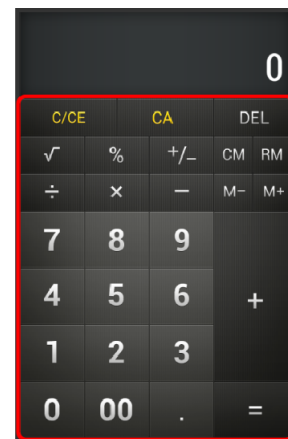 0
C/CE CA DEL
√ % +/− CM RM
÷ × − M− M+
7 8 9
4 5 6 +
1 2 3
0 00 . =